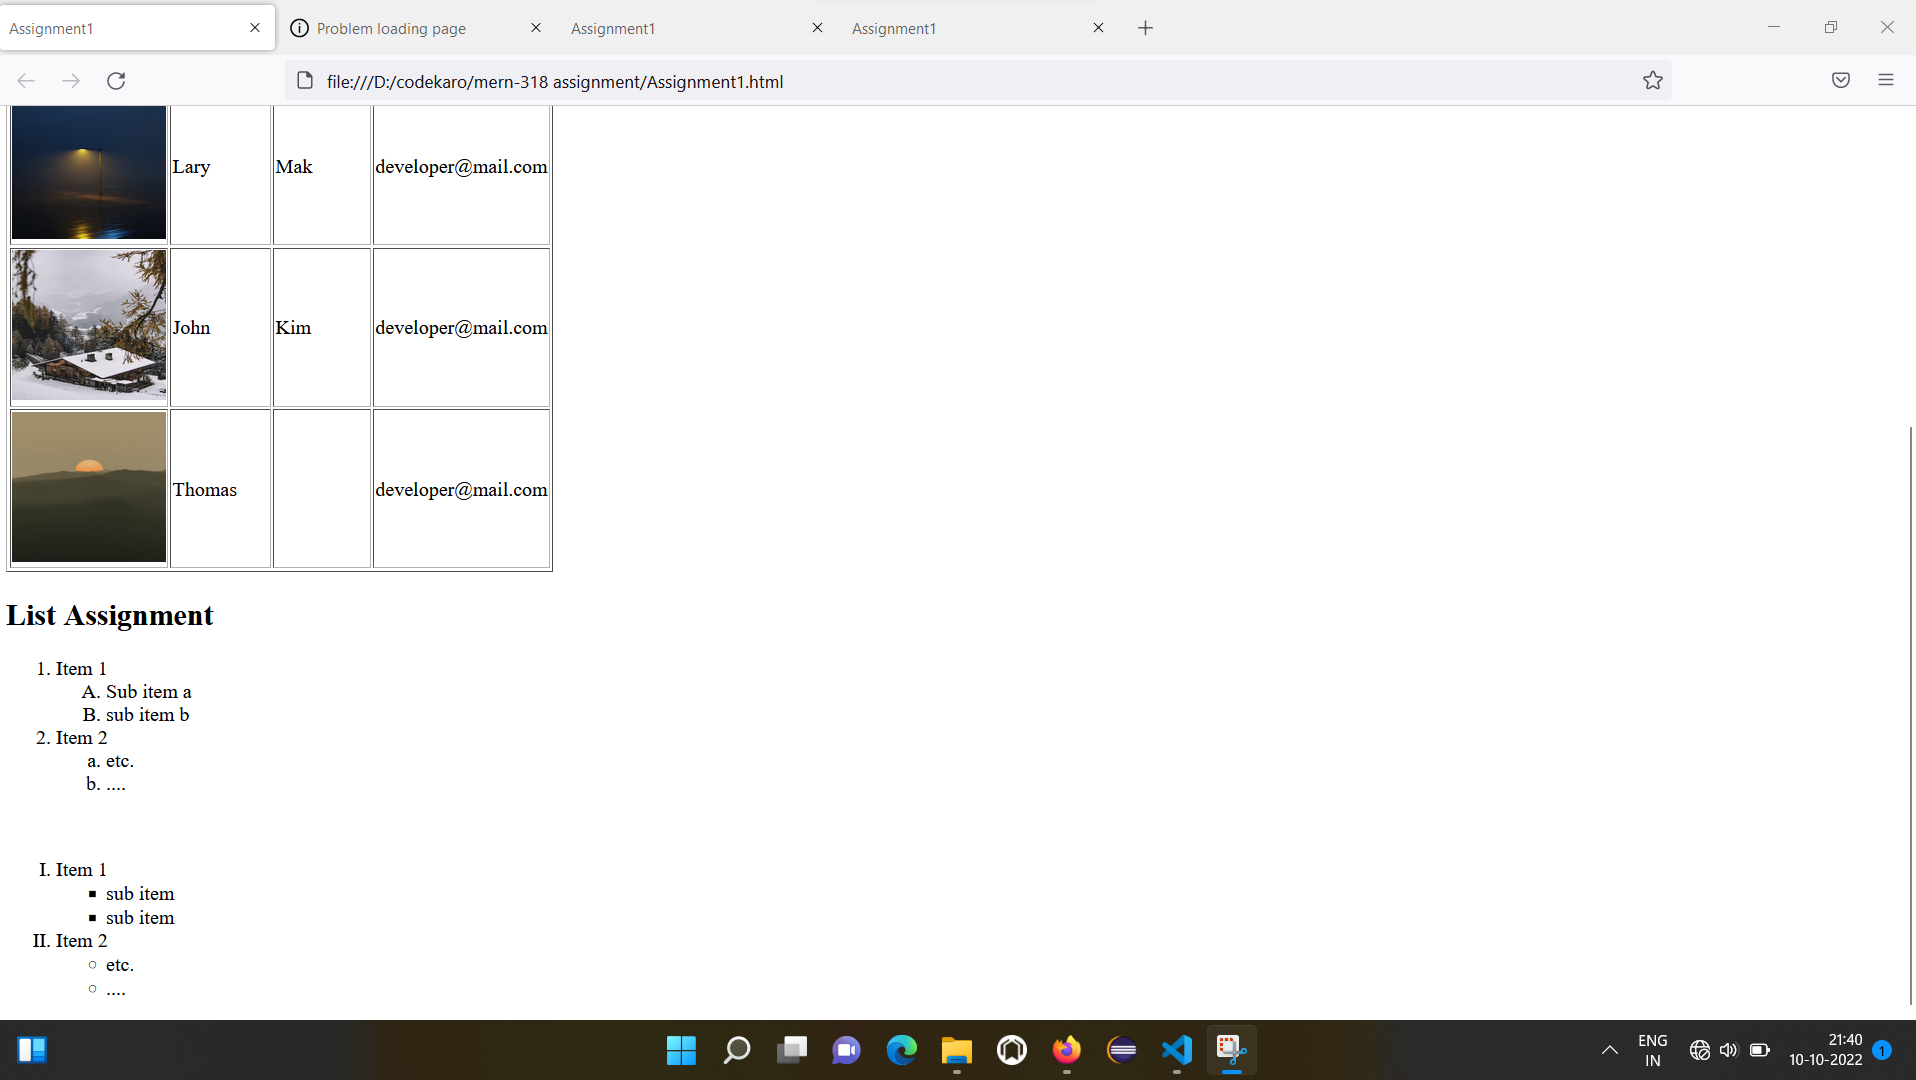 Assignment1
Problem loading page
Assignment1
Assignment1
file:///D:/codekaro/mern-318 assignment/Assignment1.html
Lary Mak developer@mail.com
John Kim developer@mail.com
Thomas developer@mail.com
List Assignment
1. Item 1
A. Sub item a
B. sub item b
2. Item 2
a. etc.
b. ....
I. Item 1
▪ sub item
▪ sub item
II. Item 2
○ etc.
○ ....
ENG
IN
21:40
10-10-2022
1